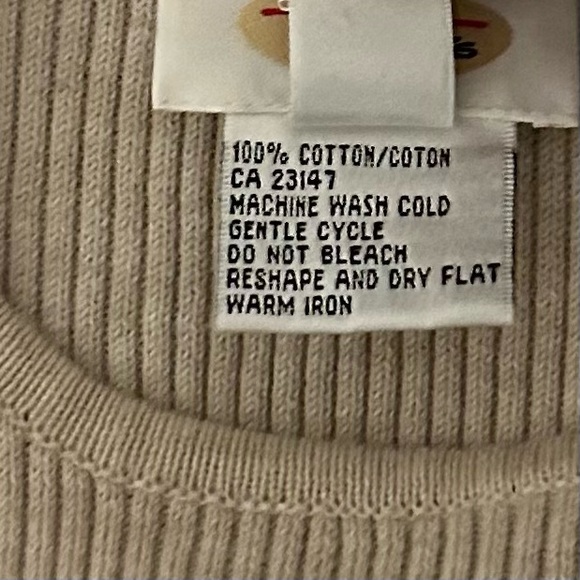 100% COTTON/COTON
CA 23147
MACHINE WASH COLD
GENTLE CYCLE
DO NOT BLEACH
RESHAPE AND DRY FLAT
WARM IRON